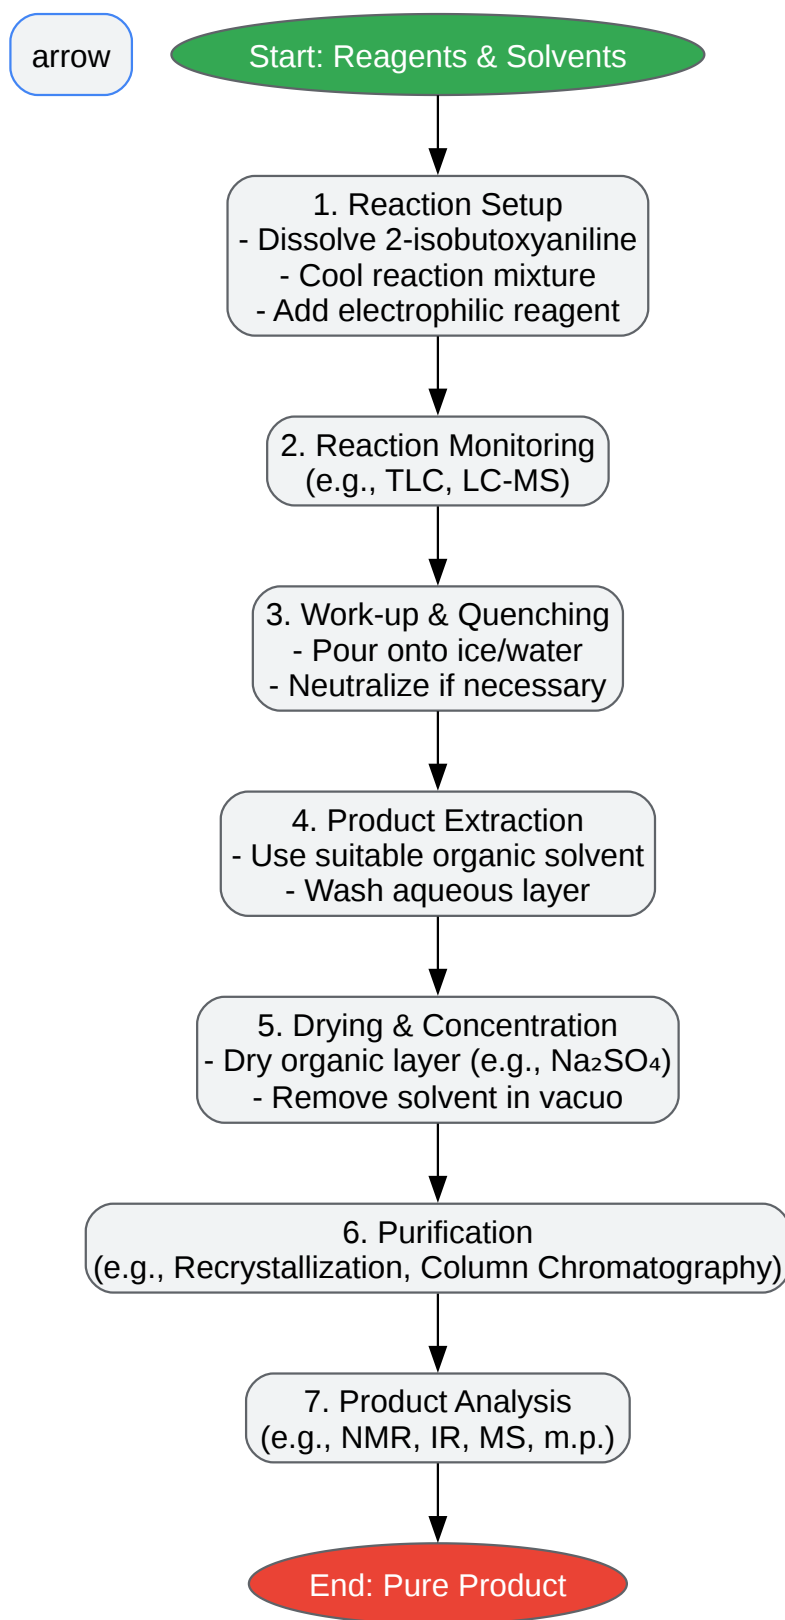 arrow
Start: Reagents & Solvents
1. Reaction Setup
- Dissolve 2-isobutoxyaniline
- Cool reaction mixture
- Add electrophilic reagent
2. Reaction Monitoring
(e.g., TLC, LC-MS)
3. Work-up & Quenching
- Pour onto ice/water
- Neutralize if necessary
4. Product Extraction
- Use suitable organic solvent
- Wash aqueous layer
5. Drying & Concentration
- Dry organic layer (e.g., Na₂SO₄)
- Remove solvent in vacuo
6. Purification
(e.g., Recrystallization, Column Chromatography)
7. Product Analysis
(e.g., NMR, IR, MS, m.p.)
End: Pure Product